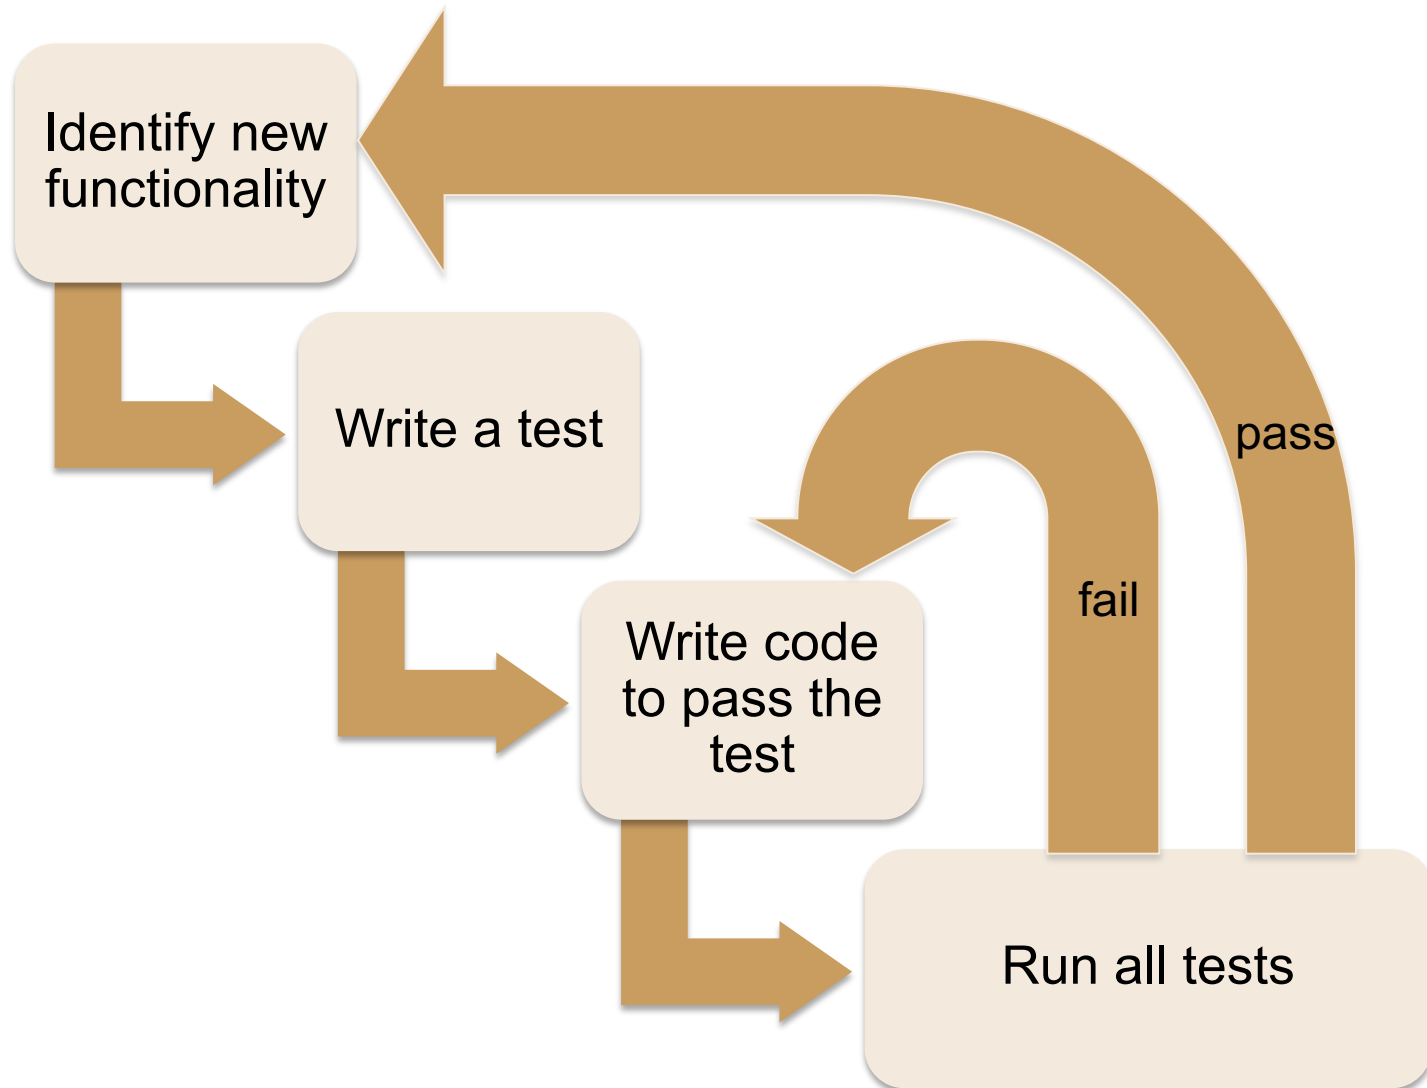 Identify new
functionality
Write a test
pass
fail
Write code
to pass the
test
Run all tests